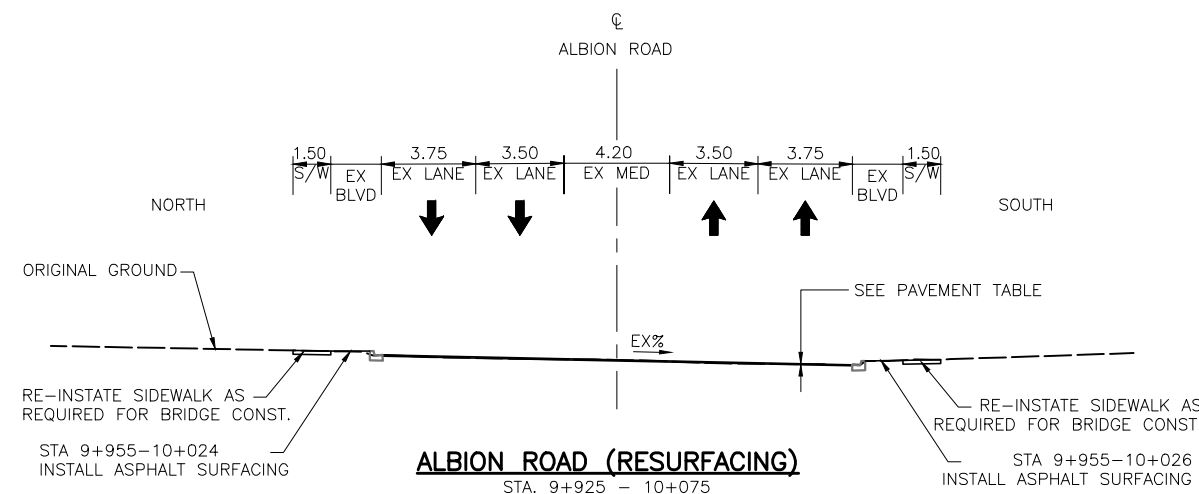 ℄
ALBION ROAD
1.50 3.75 3.50 4.20 3.50 3.75 1.50
S/W EX BLVD EX LANE EX LANE EX MED EX LANE EX LANE EX BLVD S/W
NORTH
SOUTH
ORIGINAL GROUND
SEE PAVEMENT TABLE
EX%
RE-INSTATE SIDEWALK AS
REQUIRED FOR BRIDGE CONST.
RE-INSTATE SIDEWALK AS
REQUIRED FOR BRIDGE CONST
STA 9+955-10+024
INSTALL ASPHALT SURFACING
STA 9+955-10+026
INSTALL ASPHALT SURFACING
ALBION ROAD (RESURFACING)
STA. 9+925 - 10+075